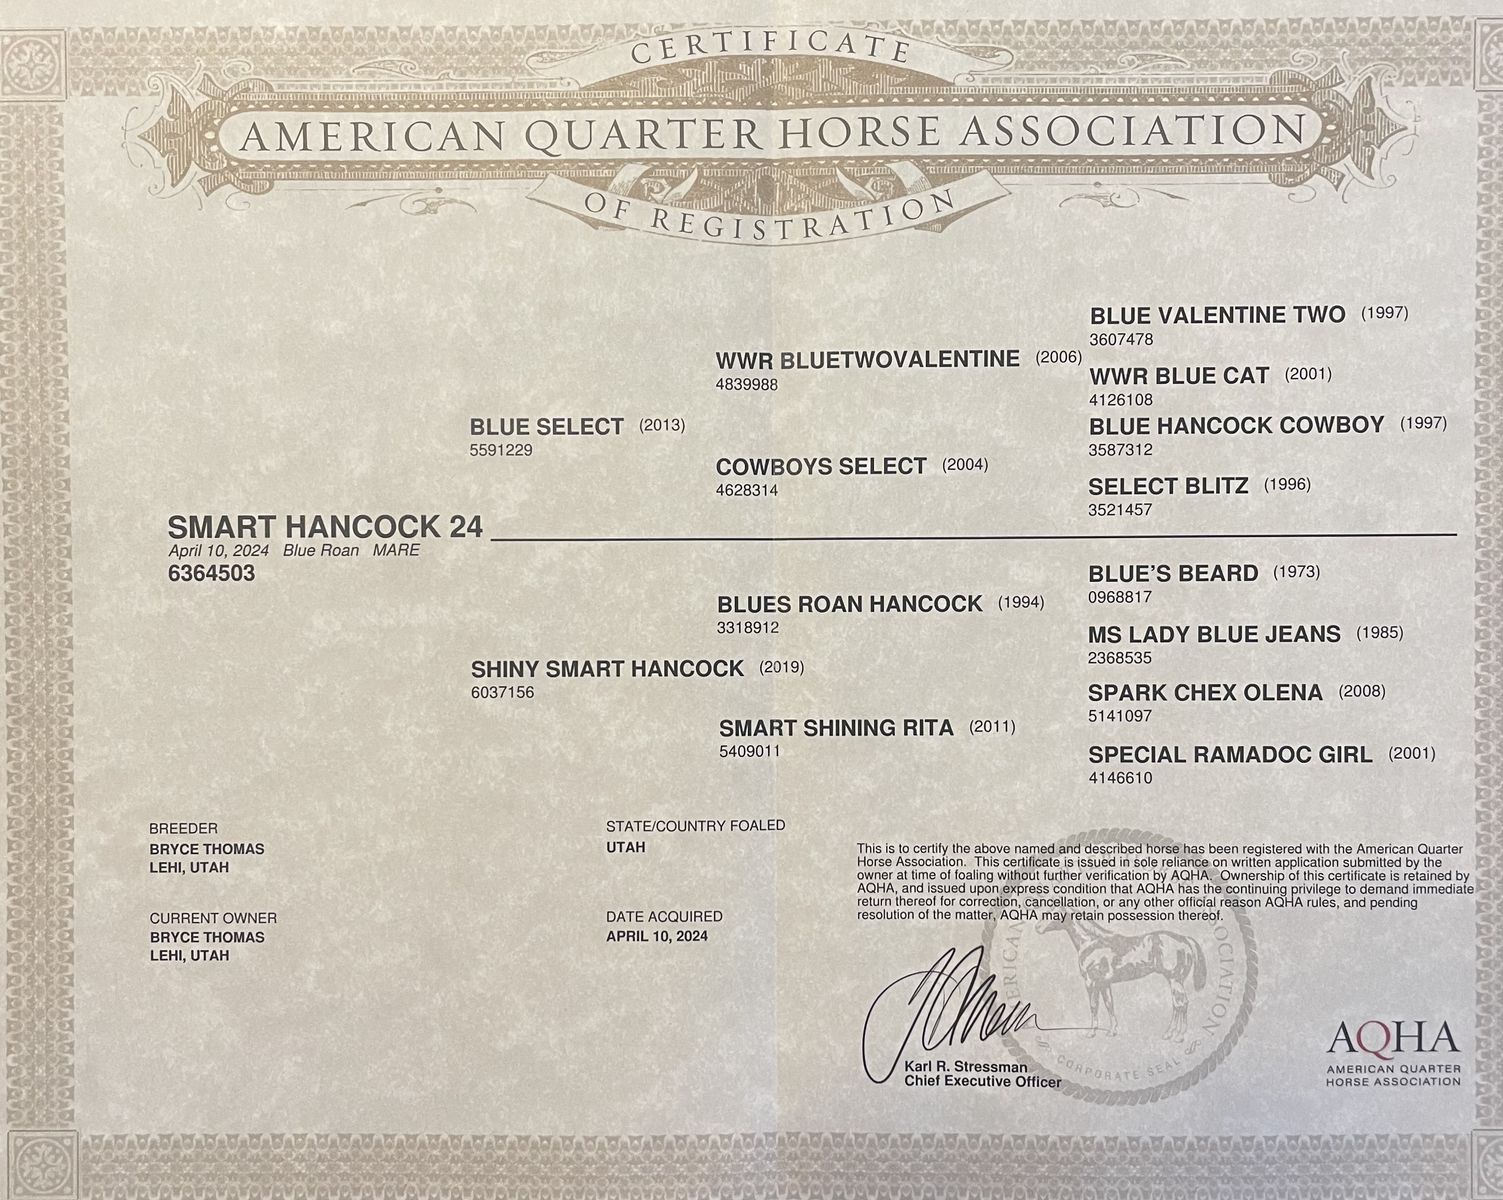 CERTIFICATE
AMERICAN QUARTER HORSE ASSOCIATION
OF REGISTRATION
BLUE VALENTINE TWO (1997)
3607478
WWR BLUETWOVALENTINE (2006)
4839988
WWR BLUE CAT (2001)
4126108
BLUE SELECT (2013)
5591229
BLUE HANCOCK COWBOY (1997)
3587312
COWBOYS SELECT (2004)
4628314
SELECT BLITZ (1996)
3521457
SMART HANCOCK 24
April 10, 2024 Blue Roan MARE
6364503
BLUE'S BEARD (1973)
0968817
BLUES ROAN HANCOCK (1994)
3318912
MS LADY BLUE JEANS (1985)
2368535
SHINY SMART HANCOCK (2019)
6037156
SPARK CHEX OLENA (2008)
5141097
SMART SHINING RITA (2011)
5409011
SPECIAL RAMADOC GIRL (2001)
4146610
BREEDER
BRYCE THOMAS
LEHI, UTAH
STATE/COUNTRY FOALED
UTAH
CURRENT OWNER
BRYCE THOMAS
LEHI, UTAH
DATE ACQUIRED
APRIL 10, 2024
This is to certify the above named and described horse has been registered with the American Quarter
Horse Association. This certificate is issued in sole reliance on written application submitted by the
owner at time of foaling without further verification by AQHA. Ownership of this certificate is retained by
AQHA, and issued upon express condition that AQHA has the continuing privilege to demand immediate
return thereof for correction, cancellation, or any other official reason AQHA rules, and pending
resolution of the matter, AQHA may retain possession thereof.
Karl R. Stressman
Chief Executive Officer
CORPORATE SEAL
AQHA
AMERICAN QUARTER
HORSE ASSOCIATION